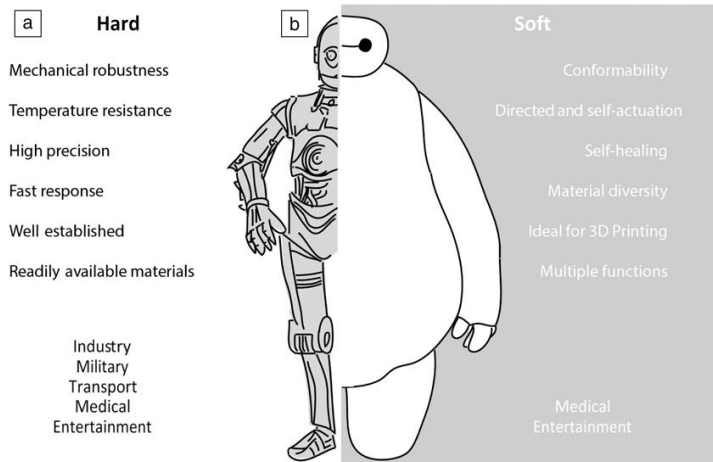 a
Hard
Mechanical robustness
Temperature resistance
High precision
Fast response
Well established
Readily available materials
Industry
Military
Transport
Medical
Entertainment
b
Soft
Conformability
Directed and self-actuation
Self-healing
Material diversity
Ideal for 3D Printing
Multiple functions
Medical
Entertainment